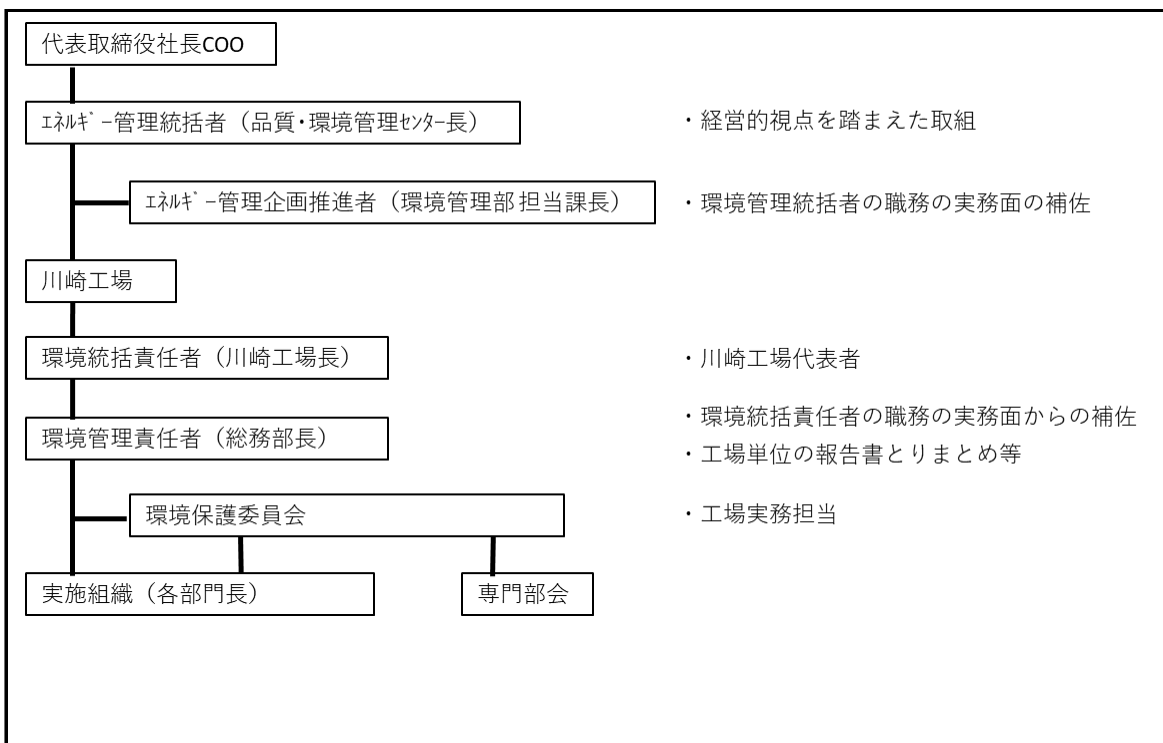 代表取締役社長COO
ｴﾈﾙｷﾞｰ管理統括者（品質・環境管理ｾﾝﾀｰ長）
・経営的視点を踏まえた取組
ｴﾈﾙｷﾞｰ管理企画推進者（環境管理部 担当課長）
・環境管理統括者の職務の実務面の補佐
川崎工場
環境統括責任者（川崎工場長）
・川崎工場代表者
環境管理責任者（総務部長）
・環境統括責任者の職務の実務面からの補佐
・工場単位の報告書とりまとめ等
環境保護委員会
・工場実務担当
実施組織（各部門長）
専門部会